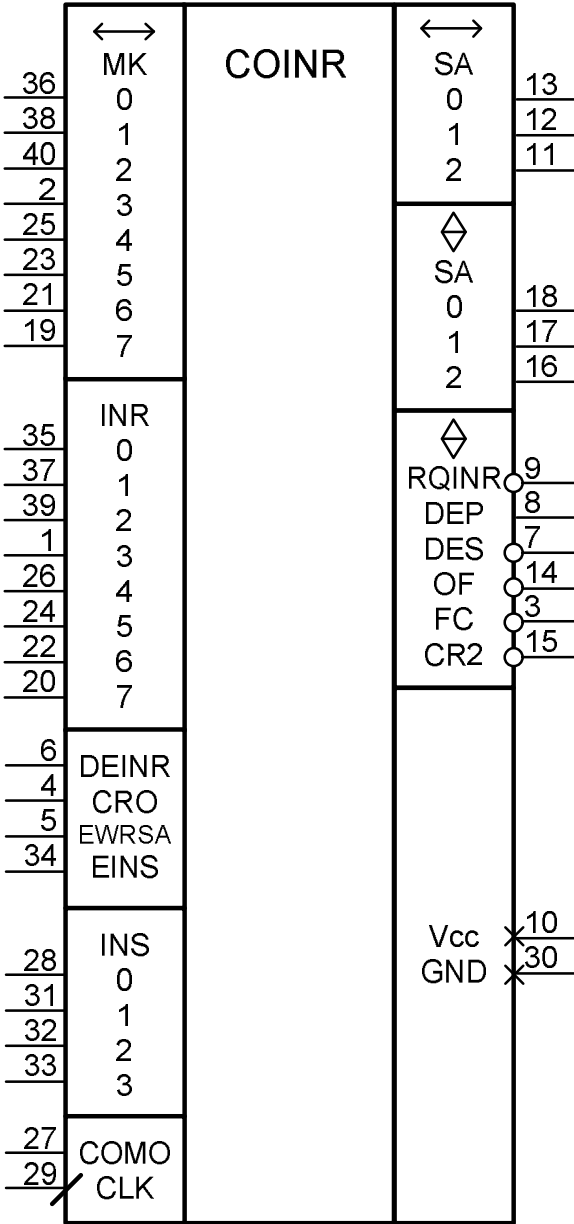 MK COINR SA
36 0 0 13
38 1 1 12
40 2 2 11
2 3
25 4 SA
23 5 0 18
21 6 1 17
19 7 2 16
INR
35 0 RQINR 9
37 1 DEP 8
39 2 DES 7
1 3 OF 14
26 4 FC 3
24 5 CR2 15
22 6
20 7
6 DEINR
4 CRO
5 EWRSA
34 EINS
INS Vcc 10
28 0 GND 30
31 1
32 2
33 3
27 COMO
29 CLK